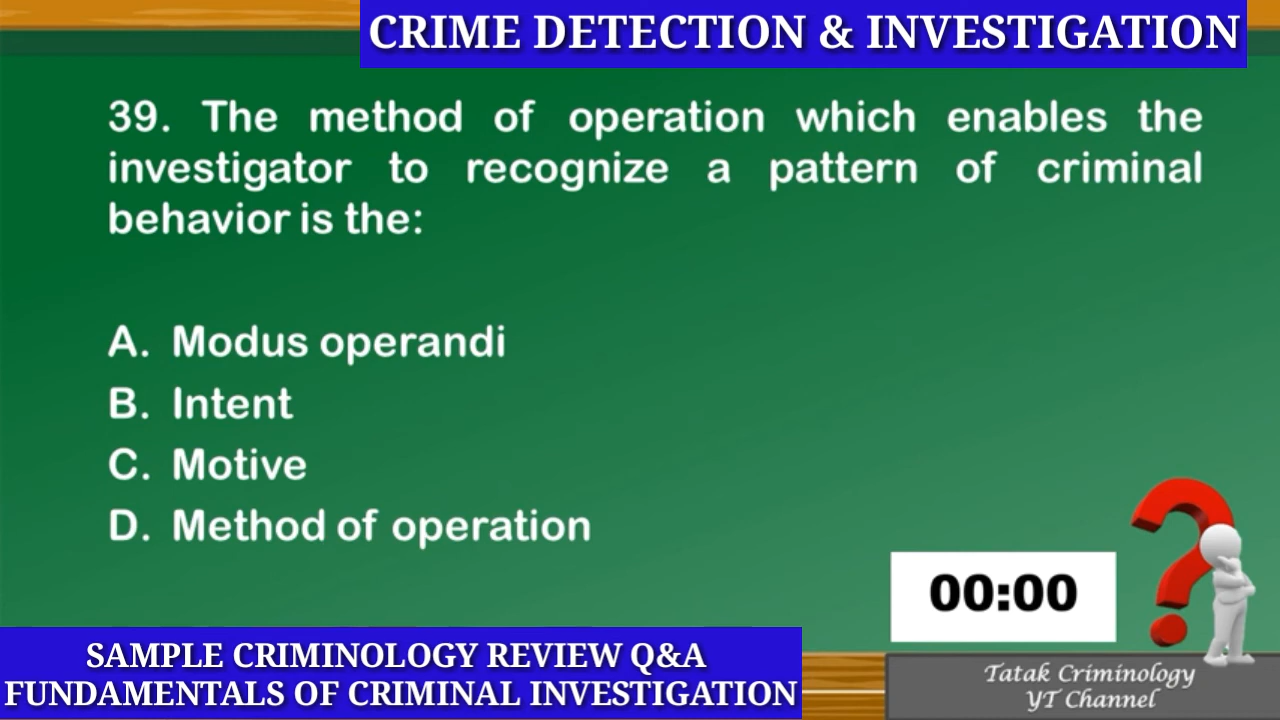 CRIME DETECTION & INVESTIGATION
39. The method of operation which enables the
investigator to recognize a pattern of criminal
behavior is the:
A. Modus operandi
B. Intent
C. Motive
D. Method of operation
00:00
SAMPLE CRIMINOLOGY REVIEW Q&A
FUNDAMENTALS OF CRIMINAL INVESTIGATION
Tatak Criminology
YT Channel